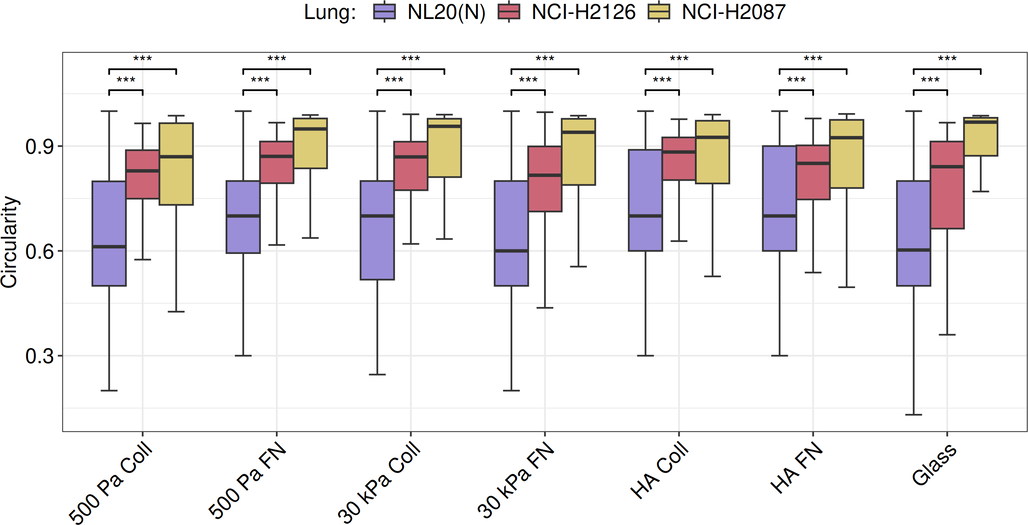 Lung: NL20(N) NCI-H2126 NCI-H2087
*** *** *** *** *** *** ***
*** *** *** *** *** *** ***
0.9
0.6
0.3
Circularity
500 Pa Coll
500 Pa FN
30 kPa Coll
30 kPa FN
HA Coll
HA FN
Glass